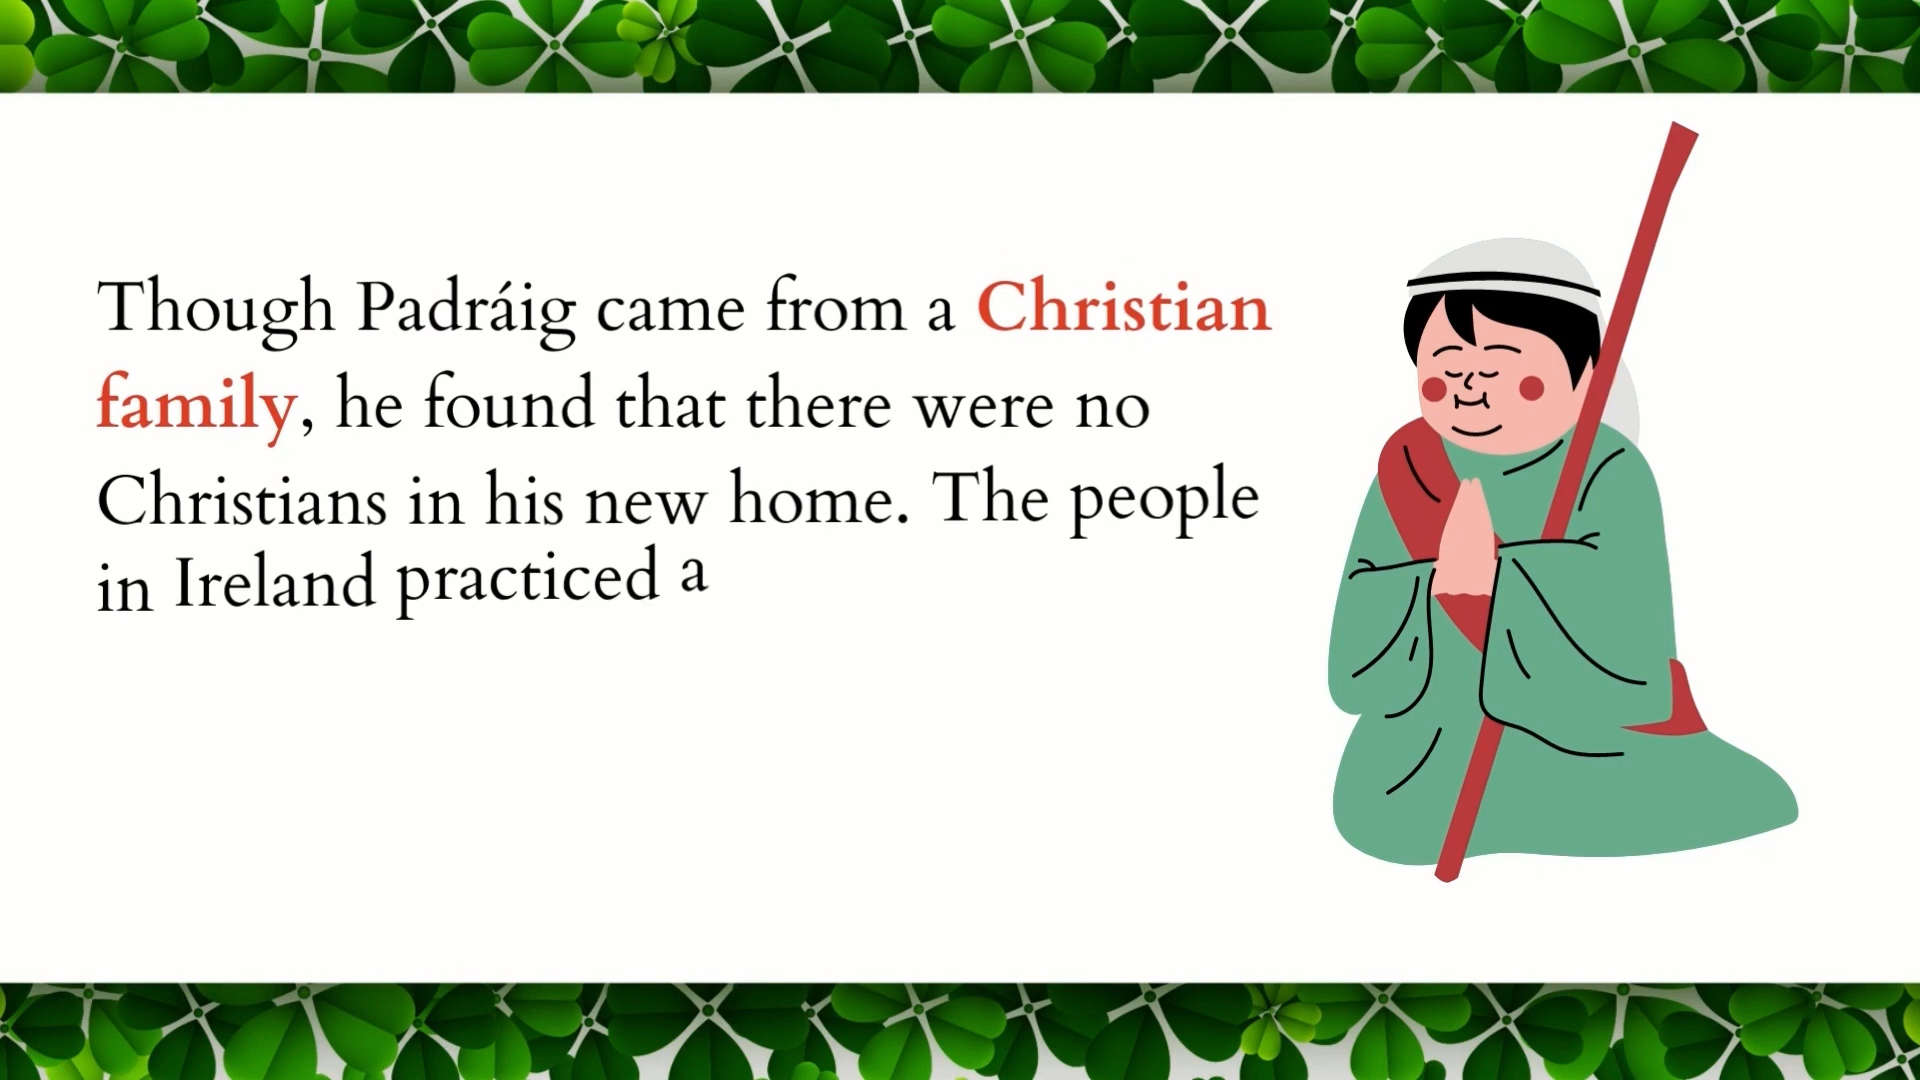 Though Padráig came from a Christian
family, he found that there were no
Christians in his new home. The people
in Ireland practiced a